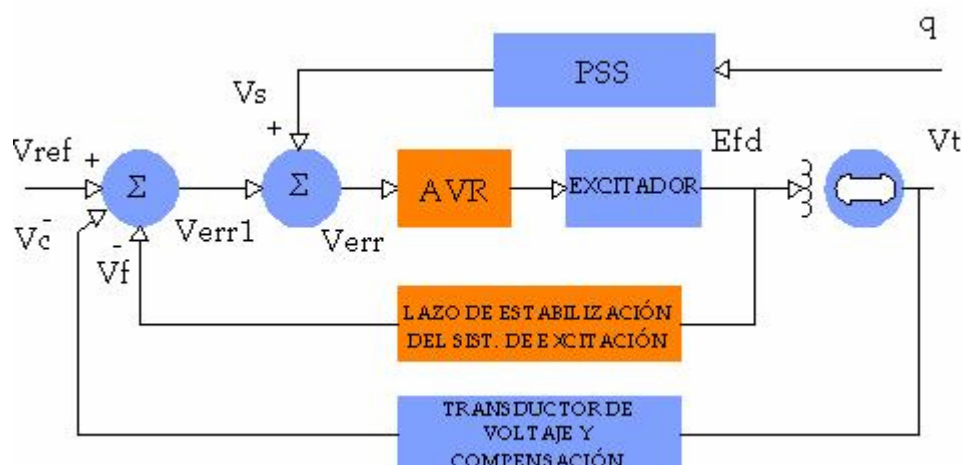 q
PSS
Vs
+
Efd
Vt
Vref
+
Σ
Σ
AVR
EXCITADOR
Vc
-
Verr1
Verr
-
Vf
LAZO DE ESTABILIZACIÓN
DEL SIST. DE EXCITACIÓN
TRANSDUCTOR DE
VOLTAJE Y
COMPENSACIÓN